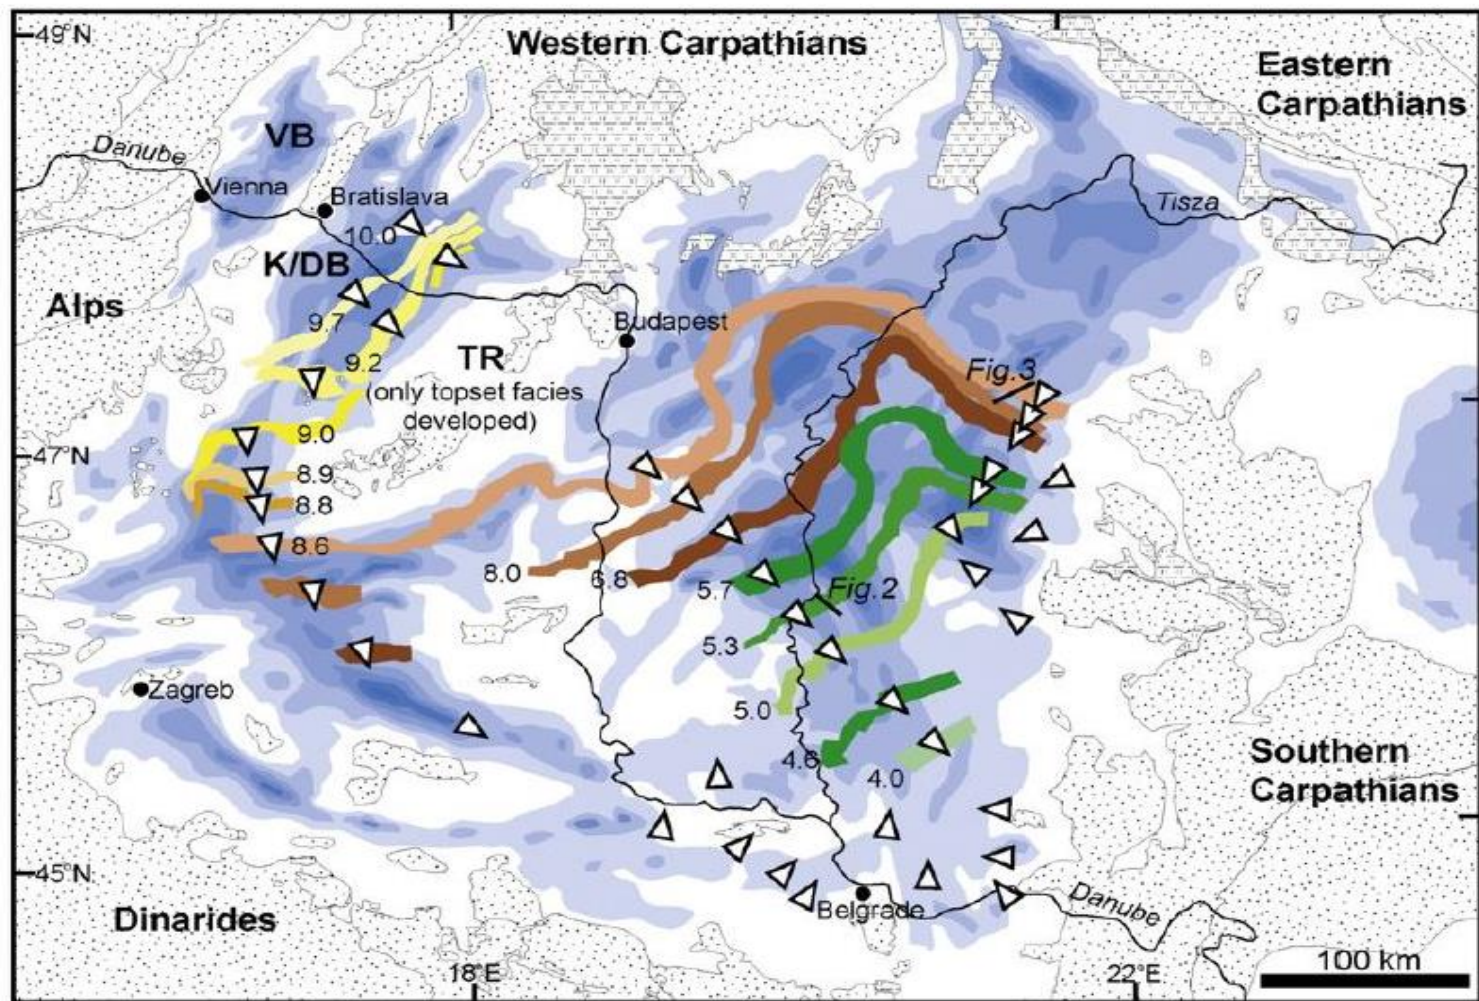 49°N
Western Carpathians
Eastern
Carpathians
VB
Danube
Vienna
Bratislava
Tisza
10.0
K/DB
Alps
9.7
Budapest
9.2
TR
(only topset facies
developed)
Fig.3
9.0
47°N
8.9
8.8
8.6
8.0
6.8
5.7
Fig.2
5.3
Zagreb
5.0
4.6
4.0
Southern
Carpathians
45°N
Dinarides
Belgrade
Danube
18°E
22°E
100 km